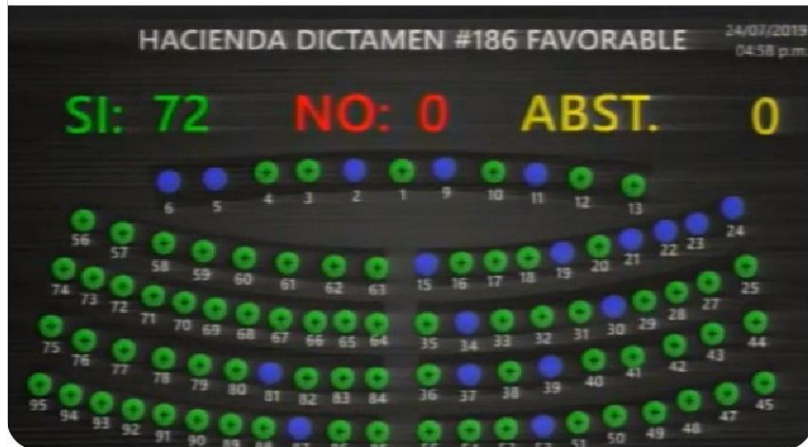 HACIENDA DICTAMEN #186 FAVORABLE
24/07/2019
04:58 p.m.
SI: 72 NO: 0 ABST. 0
6 5 4 3 2 1 9 10 11 12 13
56 57 58 59 60 61 62 63 15 16 17 18 19 20 21 22 23 24
74 73 72 71 70 69 68 67 66 65 64 35 34 33 32 31 30 29 28 27 25
75 76 77 78 79 80 81 82 83 84 36 37 38 39 40 41 42 43 44
95 94 93 92 91 90 89 88 87 86 51 50 49 48 47 45